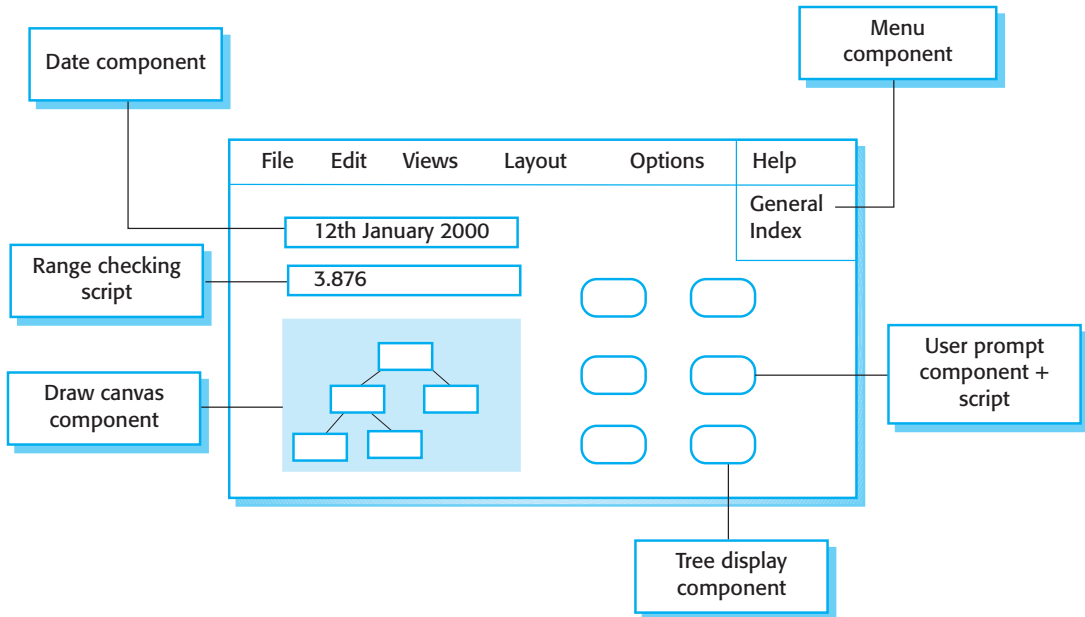 Menu
component
Date component
File Edit Views Layout Options Help
General
Index
12th January 2000
Range checking
script
3.876
User prompt
component +
script
Draw canvas
component
Tree display
component